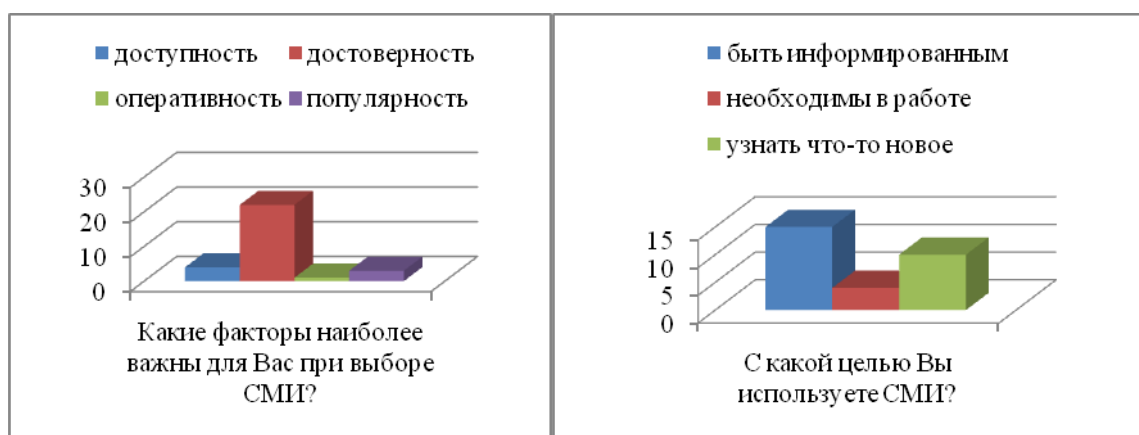 доступность достоверность
оперативность популярность
30
20
10
0
Какие факторы наиболее
важны для Вас при выборе
СМИ?
быть информированным
необходимы в работе
узнать что-то новое
15
10
5
0
С какой целью Вы
используете СМИ?